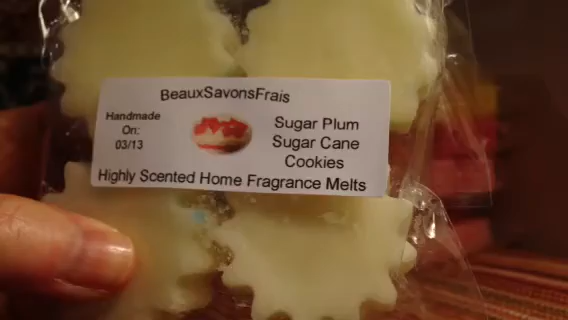 BeauxSavonsFrais
Handmade
On:
03/13
Sugar Plum
Sugar Cane
Cookies
Highly Scented Home Fragrance Melts